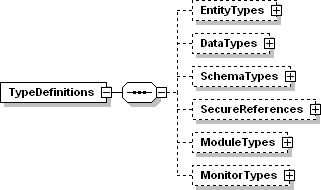 EntityTypes
DataTypes
SchemaTypes
TypeDefinitions
SecureReferences
ModuleTypes
MonitorTypes